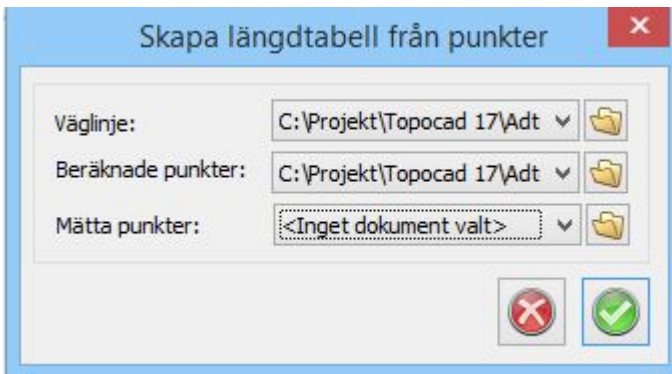 Skapa längdtabell från punkter
Väglinje: C:\Projekt\Topocad 17\Adt
Beräknade punkter: C:\Projekt\Topocad 17\Adt
Mätta punkter: <Inget dokument valt>